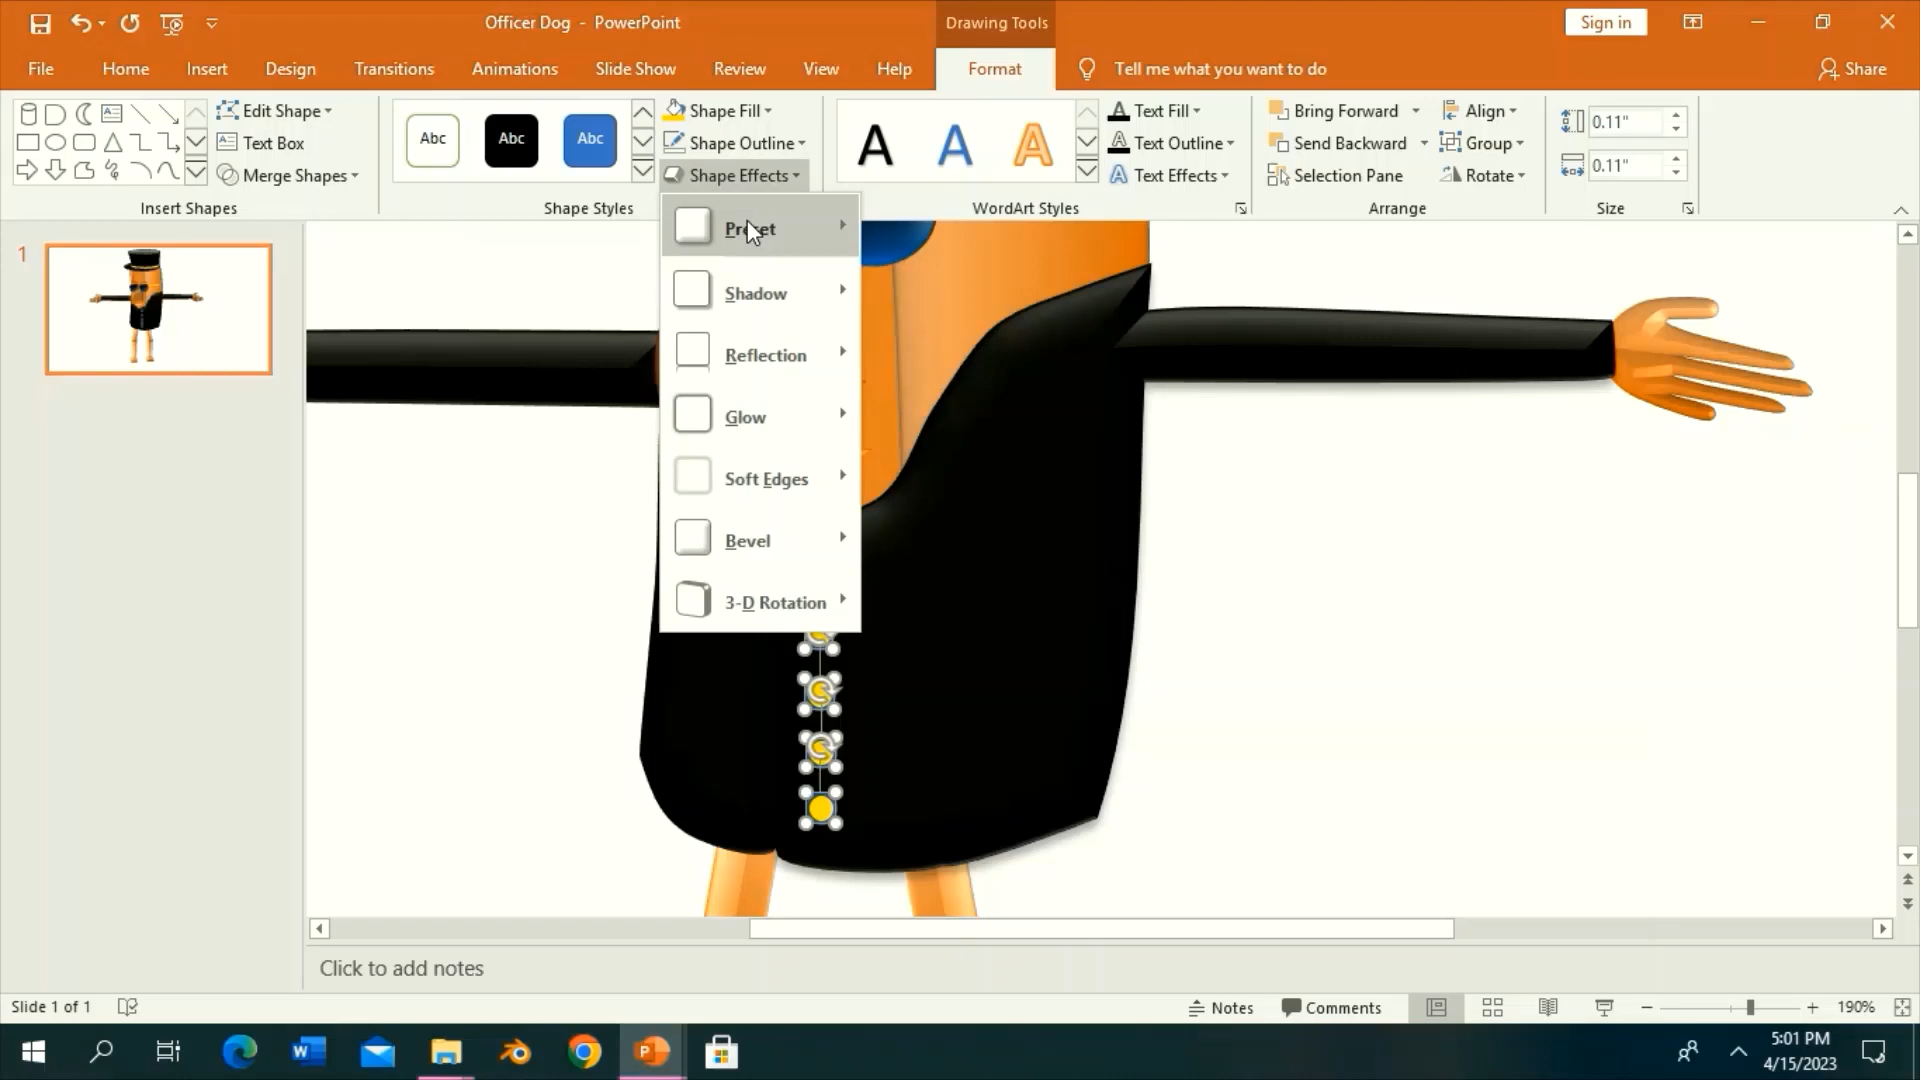 Officer Dog - PowerPoint
Drawing Tools
Sign in
File
Home
Insert
Design
Transitions
Animations
Slide Show
Review
View
Help
Format
Tell me what you want to do
Share
Edit Shape
Text Box
Merge Shapes
Insert Shapes
Abc
Abc
Abc
Shape Fill
Shape Outline
Shape Effects
Shape Styles
A
A
A
Text Fill
Text Outline
Text Effects
WordArt Styles
Bring Forward
Send Backward
Selection Pane
Align
Group
Rotate
Arrange
0.11"
0.11"
Size
Preset
Shadow
Reflection
Glow
Soft Edges
Bevel
3-D Rotation
1
Click to add notes
Slide 1 of 1
Notes
Comments
190%
5:01 PM
4/15/2023